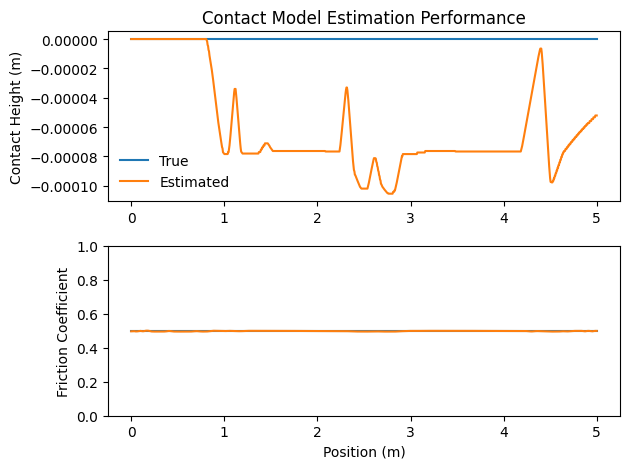 Contact Model Estimation Performance
Contact Height (m)
0.00000
−0.00002
−0.00004
−0.00006
−0.00008
−0.00010
True
Estimated
0 1 2 3 4 5
Friction Coefficient
1.0
0.8
0.6
0.4
0.2
0.0
0 1 2 3 4 5
Position (m)